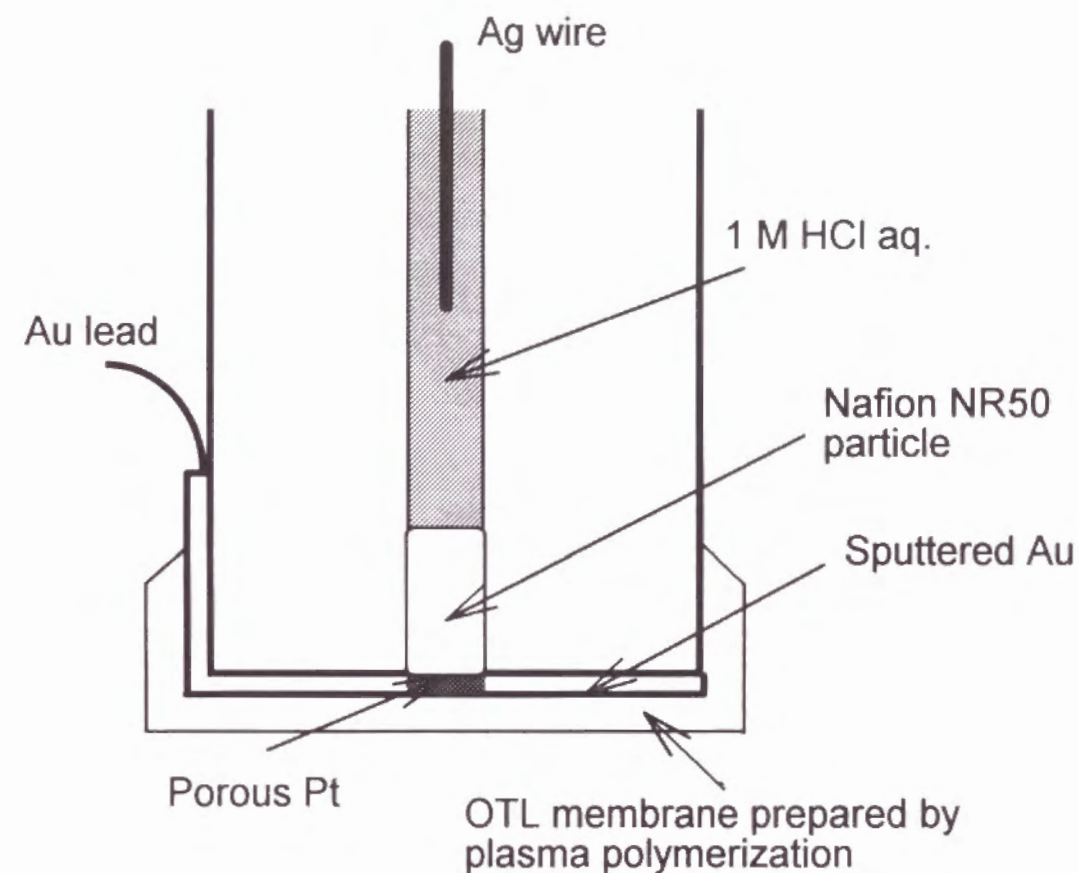 Ag wire
1 M HCl aq.
Au lead
Nafion NR50
particle
Sputtered Au
Porous Pt
OTL membrane prepared by
plasma polymerization